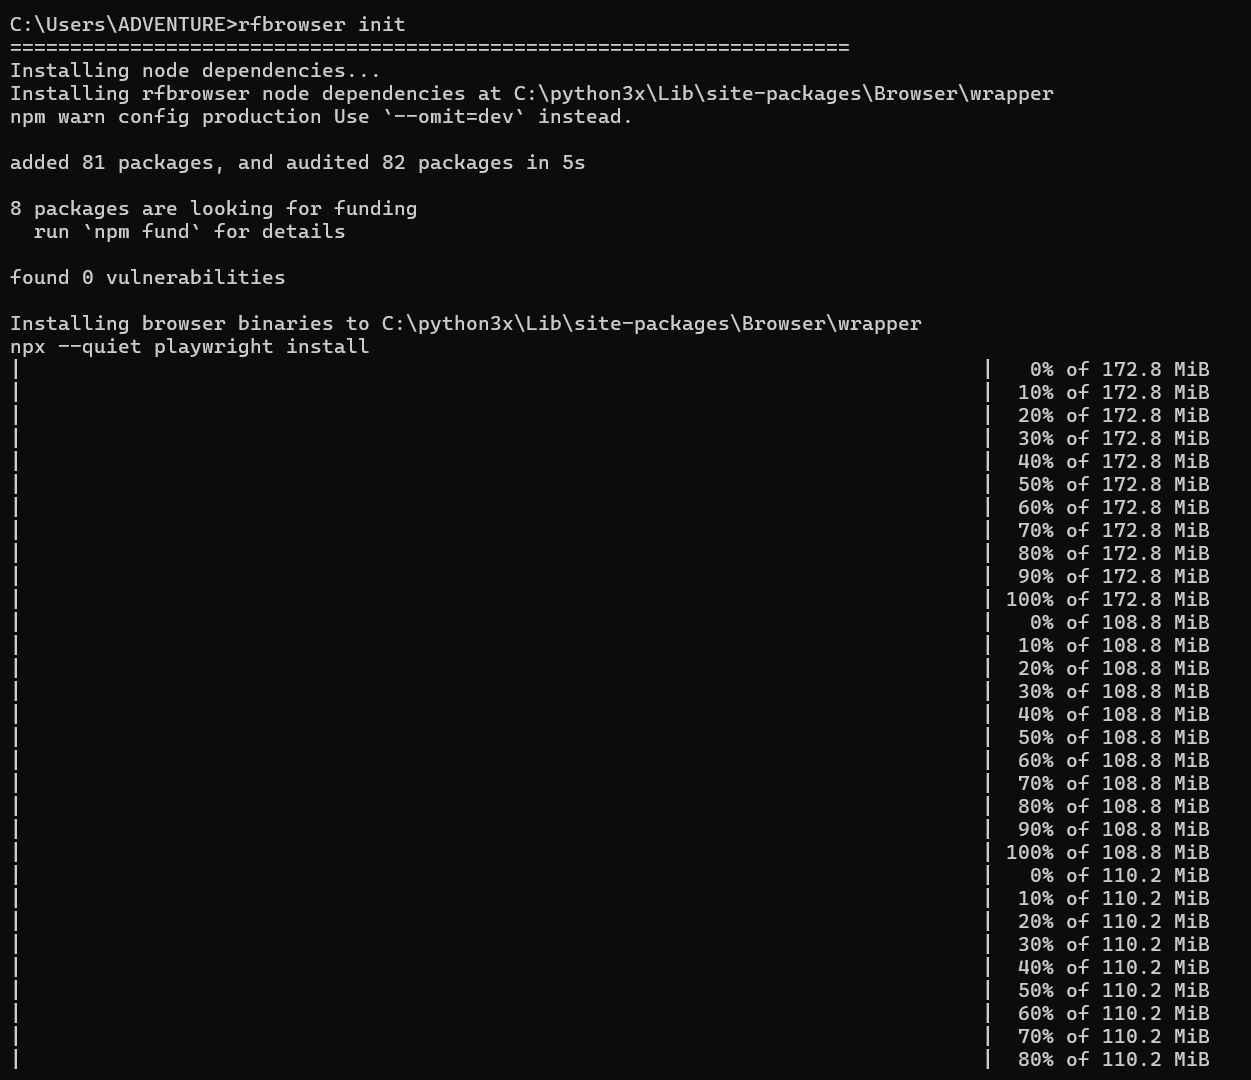 C:\Users\ADVENTURE>rfbrowser init
======================================================================
Installing node dependencies...
Installing rfbrowser node dependencies at C:\python3x\Lib\site-packages\Browser\wrapper
npm warn config production Use `--omit=dev` instead.
added 81 packages, and audited 82 packages in 5s
8 packages are looking for funding
run `npm fund` for details
found 0 vulnerabilities
Installing browser binaries to C:\python3x\Lib\site-packages\Browser\wrapper
npx --quiet playwright install
| | 0% of 172.8 MiB
| | 10% of 172.8 MiB
| | 20% of 172.8 MiB
| | 30% of 172.8 MiB
| | 40% of 172.8 MiB
| | 50% of 172.8 MiB
| | 60% of 172.8 MiB
| | 70% of 172.8 MiB
| | 80% of 172.8 MiB
| | 90% of 172.8 MiB
| | 100% of 172.8 MiB
| | 0% of 108.8 MiB
| | 10% of 108.8 MiB
| | 20% of 108.8 MiB
| | 30% of 108.8 MiB
| | 40% of 108.8 MiB
| | 50% of 108.8 MiB
| | 60% of 108.8 MiB
| | 70% of 108.8 MiB
| | 80% of 108.8 MiB
| | 90% of 108.8 MiB
| | 100% of 108.8 MiB
| | 0% of 110.2 MiB
| | 10% of 110.2 MiB
| | 20% of 110.2 MiB
| | 30% of 110.2 MiB
| | 40% of 110.2 MiB
| | 50% of 110.2 MiB
| | 60% of 110.2 MiB
| | 70% of 110.2 MiB
| | 80% of 110.2 MiB